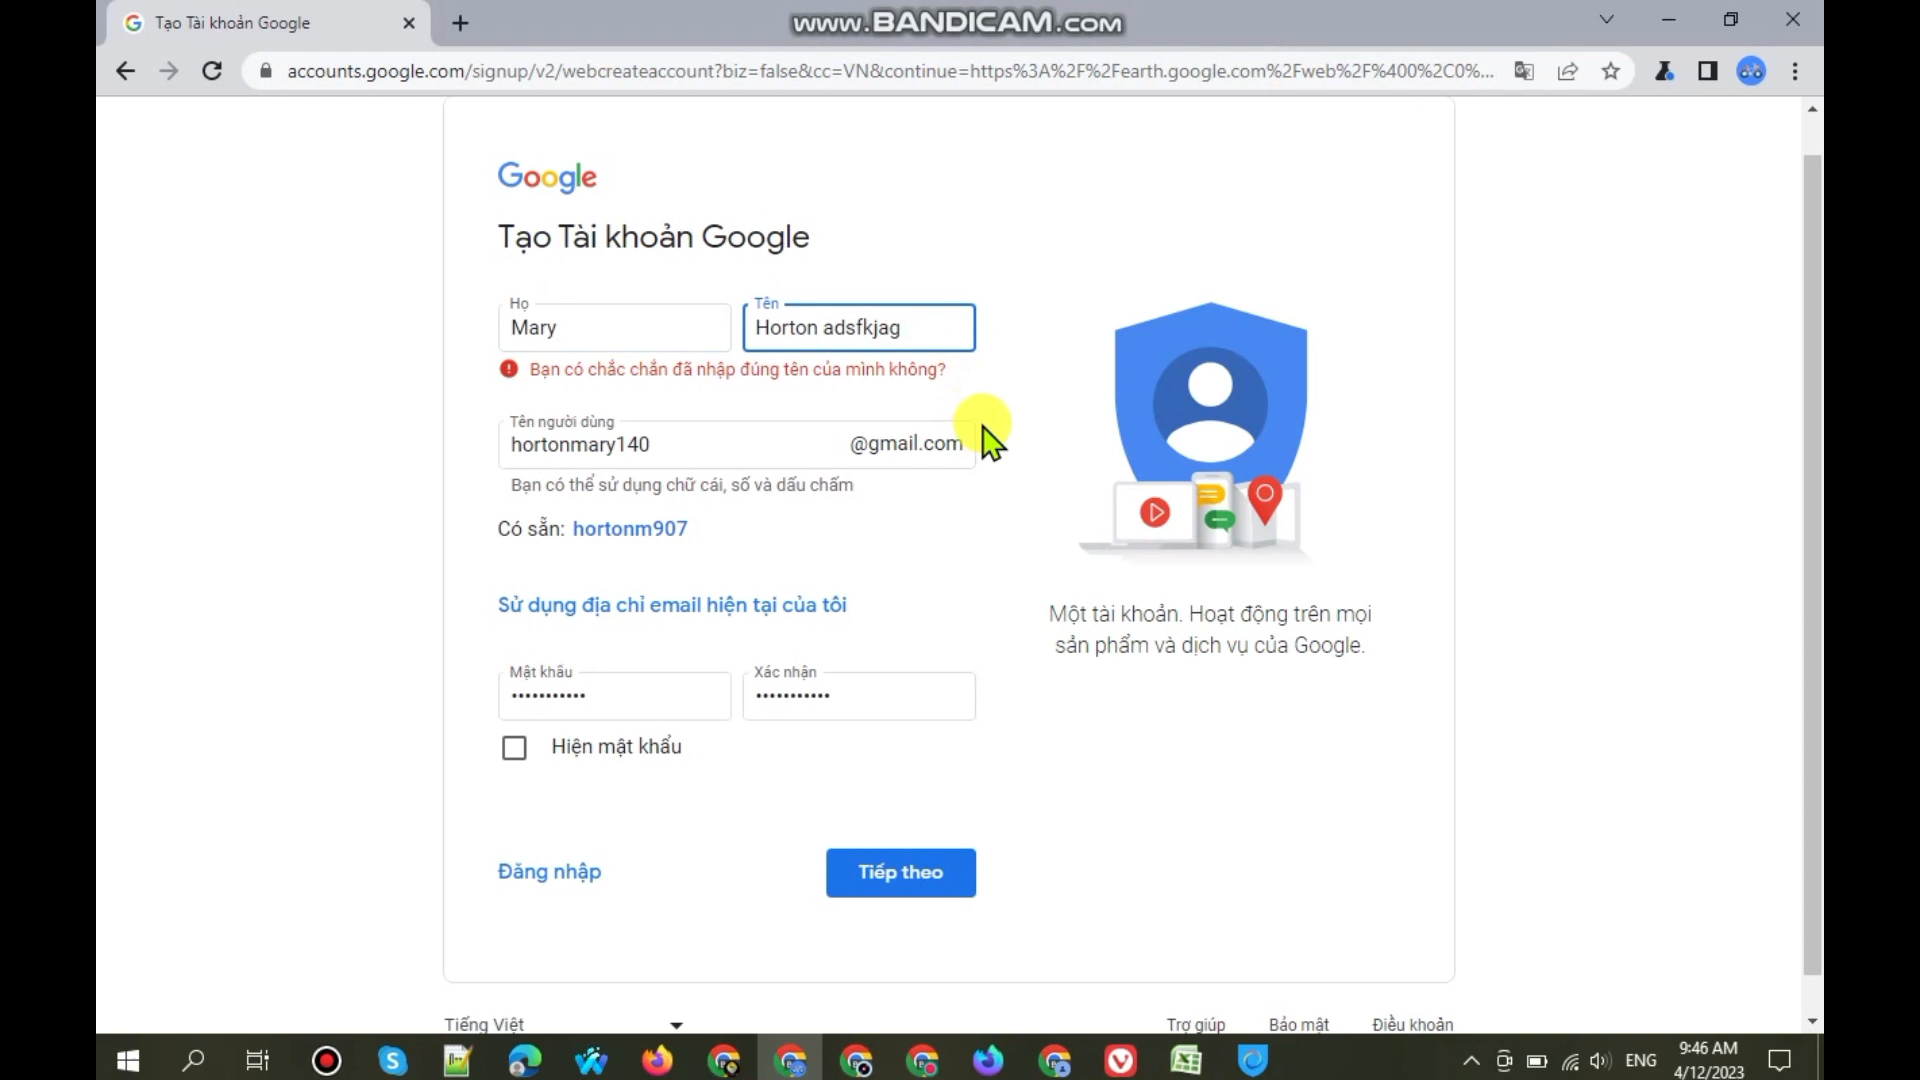 Tạo Tài khoản Google
www.BANDICAM.com
accounts.google.com/signup/v2/webcreateaccount?biz=false&cc=VN&continue=https%3A%2F%2Fearth.google.com%2Fweb%2F%400%2C0%...
Google
Tạo Tài khoản Google
Họ
Tên
Mary
Horton adsfkjag
Bạn có chắc chắn đã nhập đúng tên của mình không?
Tên người dùng
hortonmary140
@gmail.com
Bạn có thể sử dụng chữ cái, số và dấu chấm
Có sẵn: hortonm907
Sử dụng địa chỉ email hiện tại của tôi
Một tài khoản. Hoạt động trên mọi
sản phẩm và dịch vụ của Google.
Mật khẩu
Xác nhận
Hiện mật khẩu
Đăng nhập
Tiếp theo
Tiếng Việt
Trợ giúp
Bảo mật
Điều khoản
ENG
9:46 AM
4/12/2023